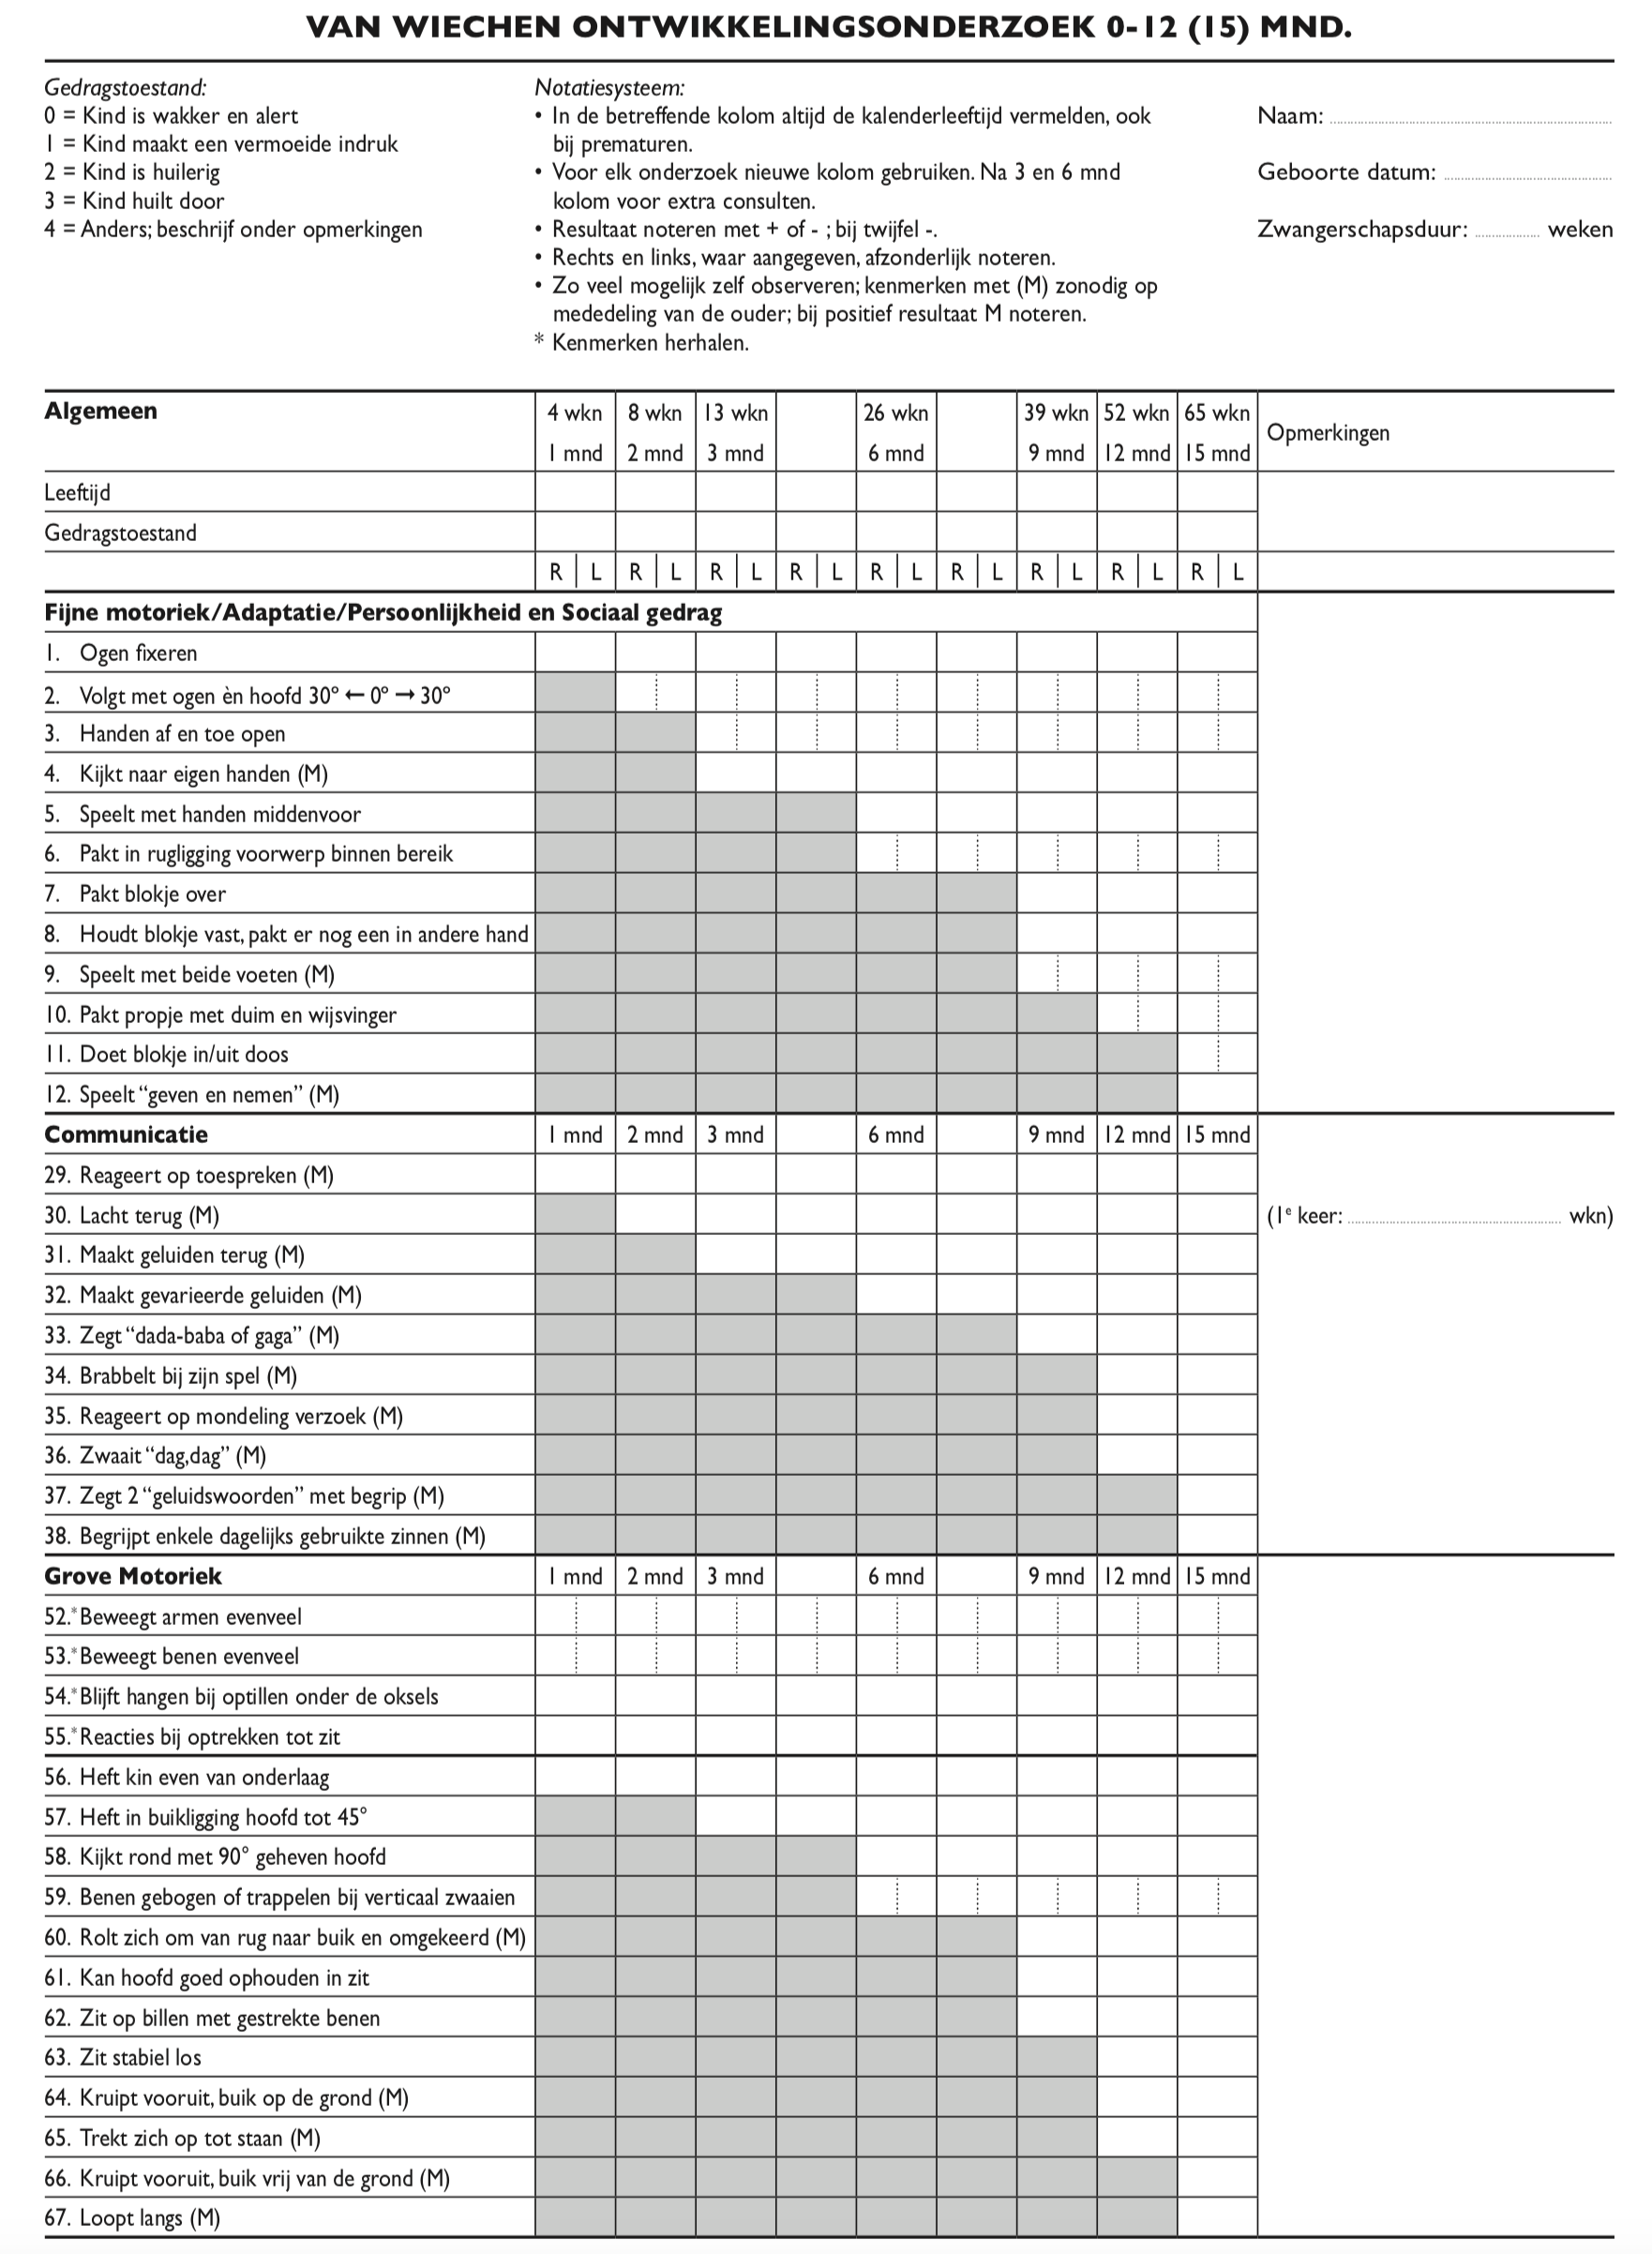 VAN WIECHEN ONTWIKKELINGSONDERZOEK 0-12 (15) MND.
Gedragstoestand:
0 = Kind is wakker en alert
1 = Kind maakt een vermoeide indruk
2 = Kind is huilerig
3 = Kind huilt door
4 = Anders; beschrijf onder opmerkingen
Notatiesysteem:
• In de betreffende kolom altijd de kalenderleeftijd vermelden, ook
bij prematuren.
• Voor elk onderzoek nieuwe kolom gebruiken. Na 3 en 6 mnd
kolom voor extra consulten.
• Resultaat noteren met + of - ; bij twijfel -.
• Rechts en links, waar aangegeven, afzonderlijk noteren.
• Zo veel mogelijk zelf observeren; kenmerken met (M) zonodig op
mededeling van de ouder; bij positief resultaat M noteren.
* Kenmerken herhalen.
Naam:
Geboorte datum:
Zwangerschapsduur: weken
Algemeen 4 wkn 8 wkn 13 wkn 26 wkn 39 wkn 52 wkn 65 wkn
1 mnd 2 mnd 3 mnd 6 mnd 9 mnd 12 mnd 15 mnd
Opmerkingen
Leeftijd
Gedragstoestand
R L R L R L R L R L R L R L R L R L
Fijne motoriek/Adaptatie/Persoonlijkheid en Sociaal gedrag
1. Ogen fixeren
2. Volgt met ogen èn hoofd 30° ← 0° → 30°
3. Handen af en toe open
4. Kijkt naar eigen handen (M)
5. Speelt met handen middenvoor
6. Pakt in rugligging voorwerp binnen bereik
7. Pakt blokje over
8. Houdt blokje vast, pakt er nog een in andere hand
9. Speelt met beide voeten (M)
10. Pakt propje met duim en wijsvinger
11. Doet blokje in/uit doos
12. Speelt “geven en nemen” (M)
Communicatie 1 mnd 2 mnd 3 mnd 6 mnd 9 mnd 12 mnd 15 mnd
29. Reageert op toespreken (M)
30. Lacht terug (M) (1e keer: wkn)
31. Maakt geluiden terug (M)
32. Maakt gevarieerde geluiden (M)
33. Zegt “dada-baba of gaga” (M)
34. Brabbelt bij zijn spel (M)
35. Reageert op mondeling verzoek (M)
36. Zwaait “dag,dag” (M)
37. Zegt 2 “geluidswoorden” met begrip (M)
38. Begrijpt enkele dagelijks gebruikte zinnen (M)
Grove Motoriek 1 mnd 2 mnd 3 mnd 6 mnd 9 mnd 12 mnd 15 mnd
52.* Beweegt armen evenveel
53.* Beweegt benen evenveel
54.* Blijft hangen bij optillen onder de oksels
55.* Reacties bij optrekken tot zit
56. Heft kin even van onderlaag
57. Heft in buikligging hoofd tot 45°
58. Kijkt rond met 90° geheven hoofd
59. Benen gebogen of trappelen bij verticaal zwaaien
60. Rolt zich om van rug naar buik en omgekeerd (M)
61. Kan hoofd goed ophouden in zit
62. Zit op billen met gestrekte benen
63. Zit stabiel los
64. Kruipt vooruit, buik op de grond (M)
65. Trekt zich op tot staan (M)
66. Kruipt vooruit, buik vrij van de grond (M)
67. Loopt langs (M)